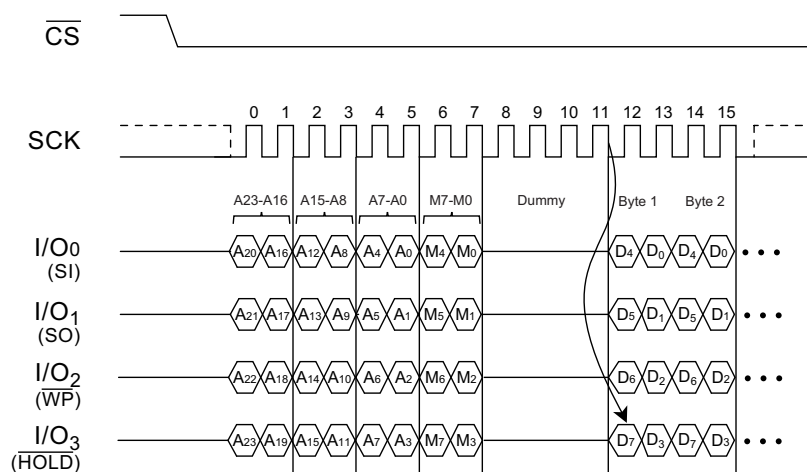 CS
SCK
0 1 2 3 4 5 6 7 8 9 10 11 12 13 14 15
A23-A16 A15-A8 A7-A0 M7-M0 Dummy Byte 1 Byte 2
I/O0 A20 A16 A12 A8 A4 A0 M4 M0 D4 D0 D4 D0 • • •
(SI)
I/O1 A21 A17 A13 A9 A5 A1 M5 M1 D5 D1 D5 D1 • • •
(SO)
I/O2 A22 A18 A14 A10 A6 A2 M6 M2 D6 D2 D6 D2 • • •
(WP)
I/O3 A23 A19 A15 A11 A7 A3 M7 M3 D7 D3 D7 D3 • • •
(HOLD)